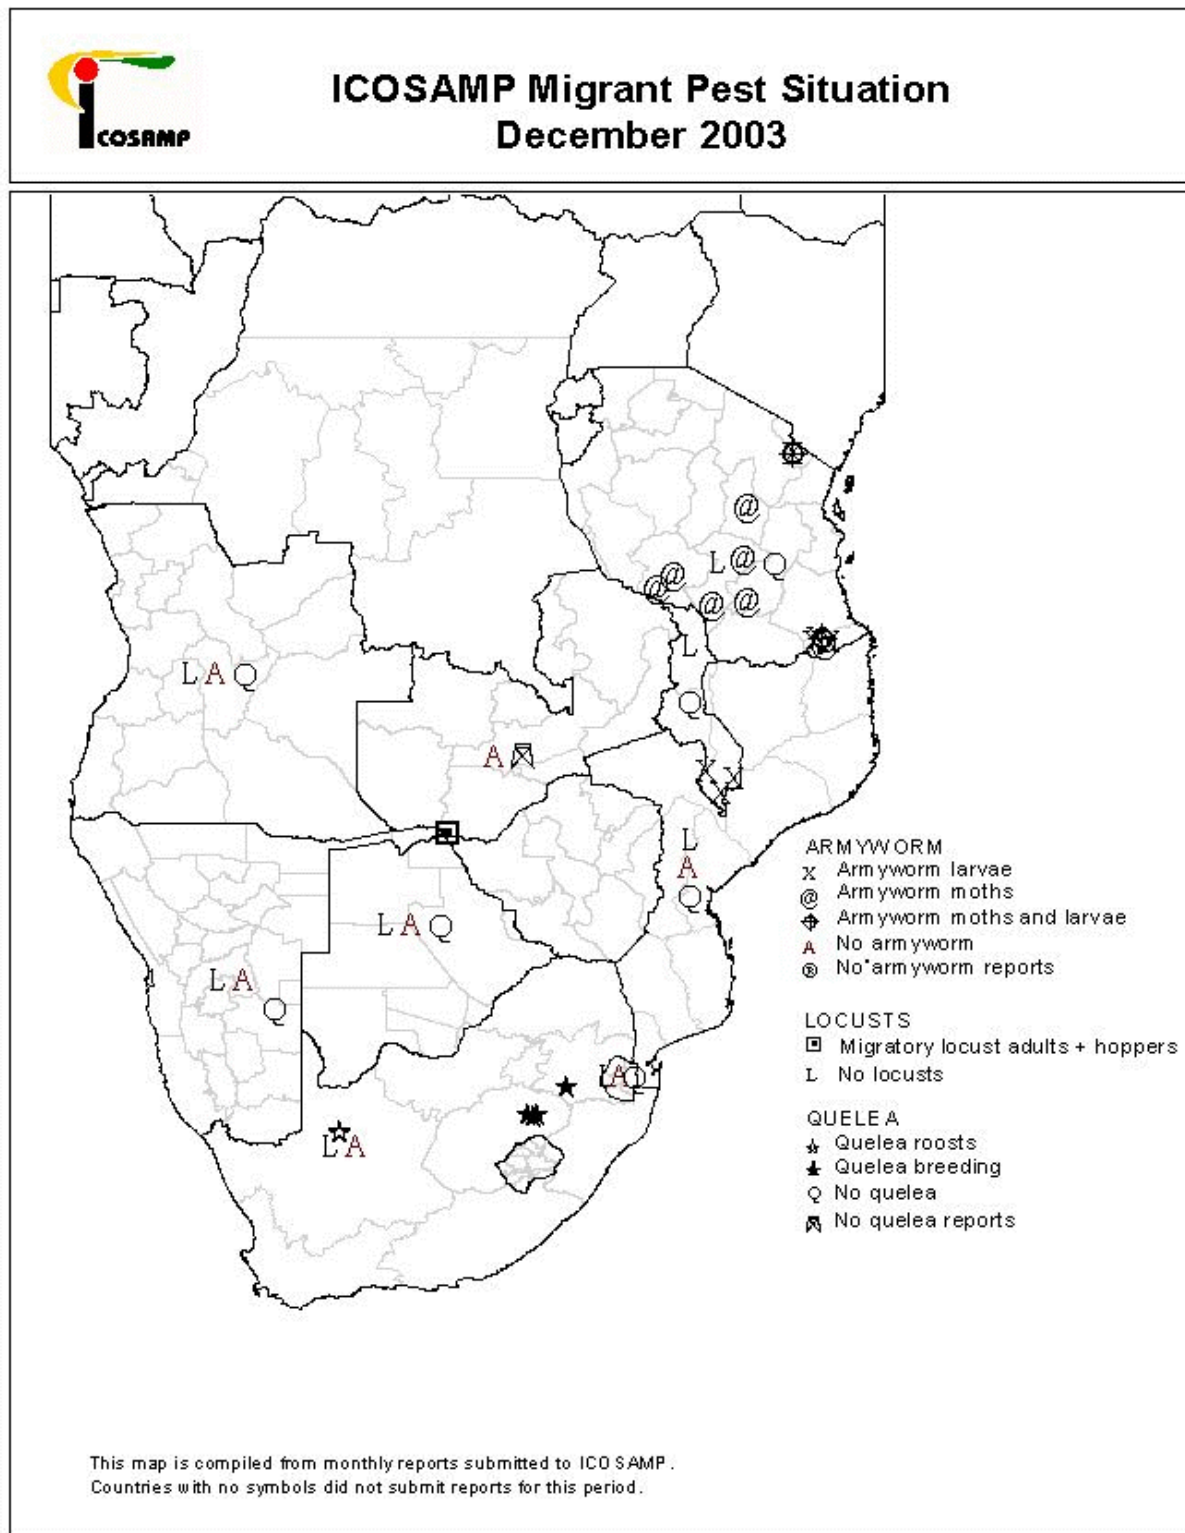 iCOSAMP
ICOSAMP Migrant Pest Situation
December 2003
@
@
L @ Q
@ @
@ @
L
L A Q
Q
A
X X
X
L
A
Q
L A Q
L A
Q
L A Q
L A
ARMYWORM
X Armyworm larvae
@ Armyworm moths
Armyworm moths and larvae
A No armyworm
® No*armyworm reports
LOCUSTS
Migratory locust adults + hoppers
L No locusts
QUELEA
Quelea roosts
Quelea breeding
Q No quelea
No quelea reports
This map is compiled from monthly reports submitted to ICOSAMP.
Countries with no symbols did not submit reports for this period.